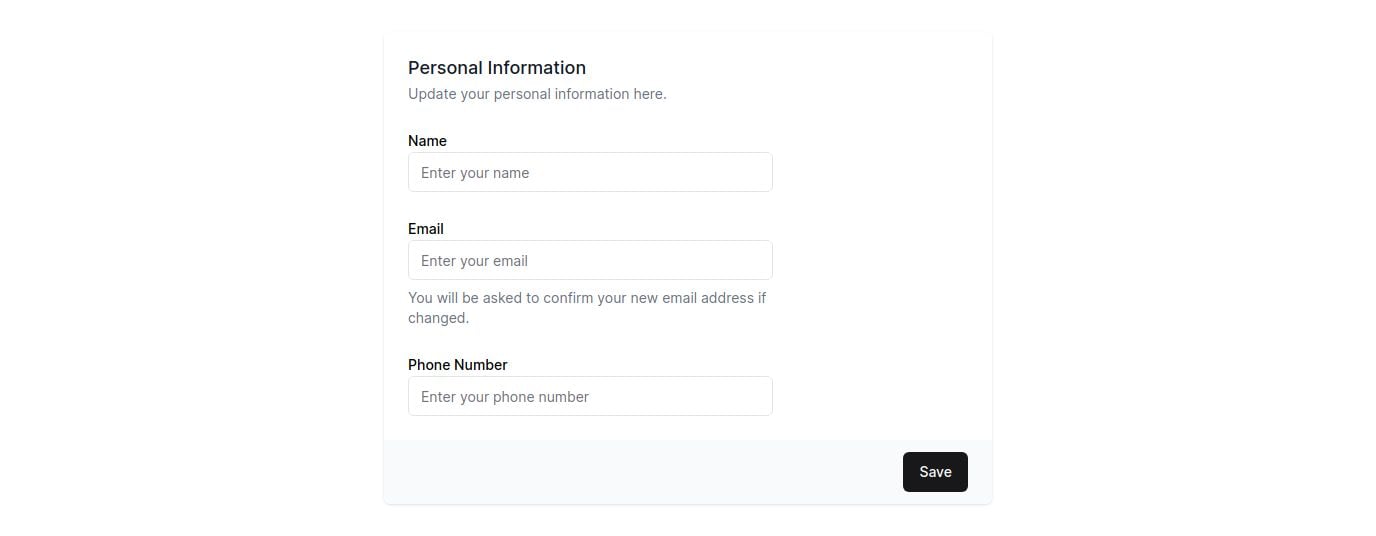 Personal Information
Update your personal information here.
Name
Enter your name
Email
Enter your email
You will be asked to confirm your new email address if
changed.
Phone Number
Enter your phone number
Save